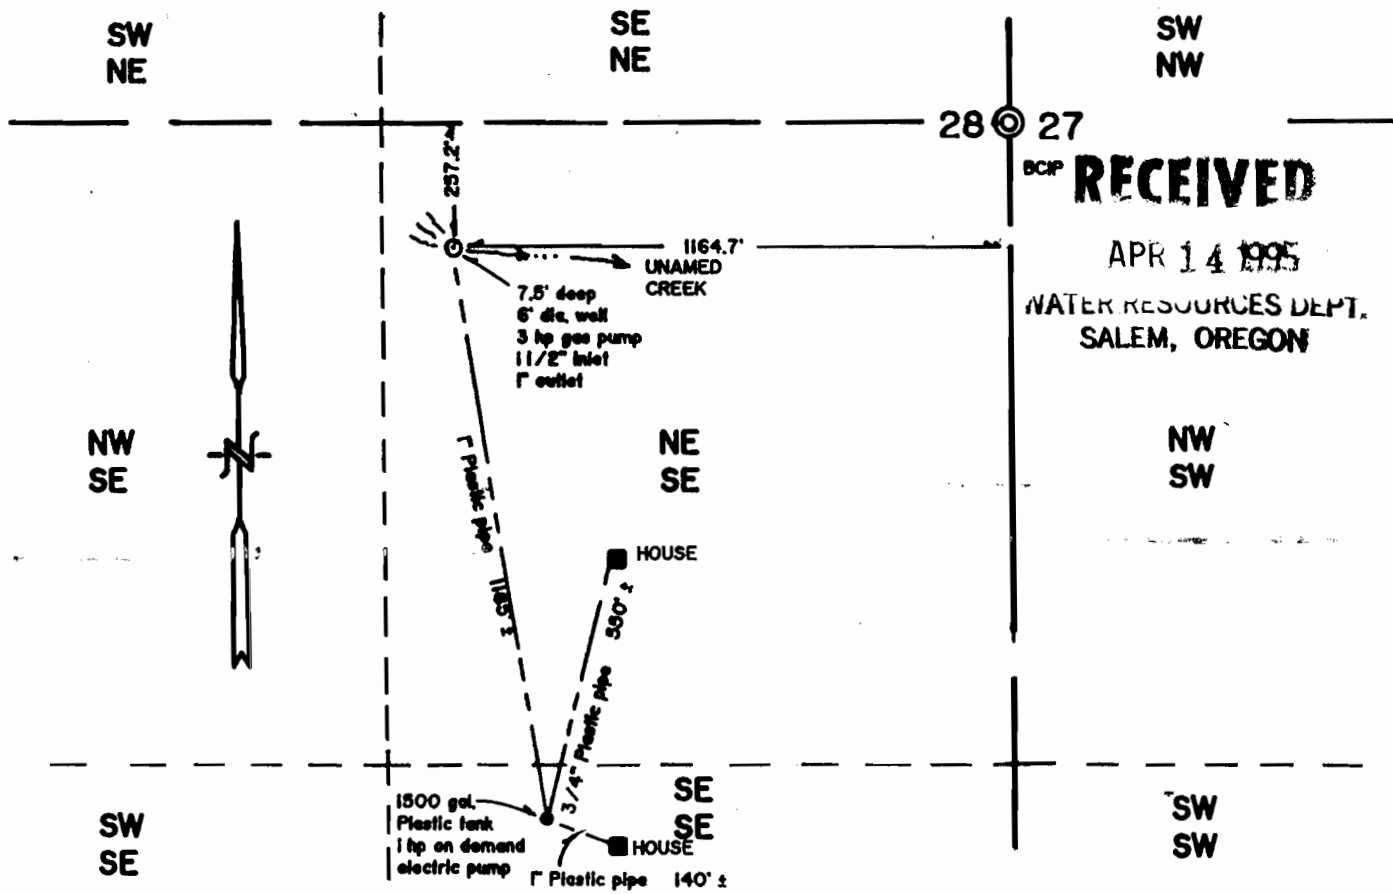 SW
NE
SE
NE
SW
NW
28 27
BCIP
RECEIVED
APR 14 1995
WATER RESOURCES DEPT.
SALEM, OREGON
257.2'
1164.7'
UNAMED
CREEK
7.5' deep
6' dia. well
3 hp gas pump
1 1/2" inlet
1" outlet
NW
SE
N
NE
SE
NW
SW
1" Plastic pipe 1185' ±
HOUSE
3/4" Plastic pipe 550' ±
1500 gal.
Plastic tank
1 hp on demand
electric pump
SW
SE
SE
SE
HOUSE
1" Plastic pipe 140' ±
SW
SW